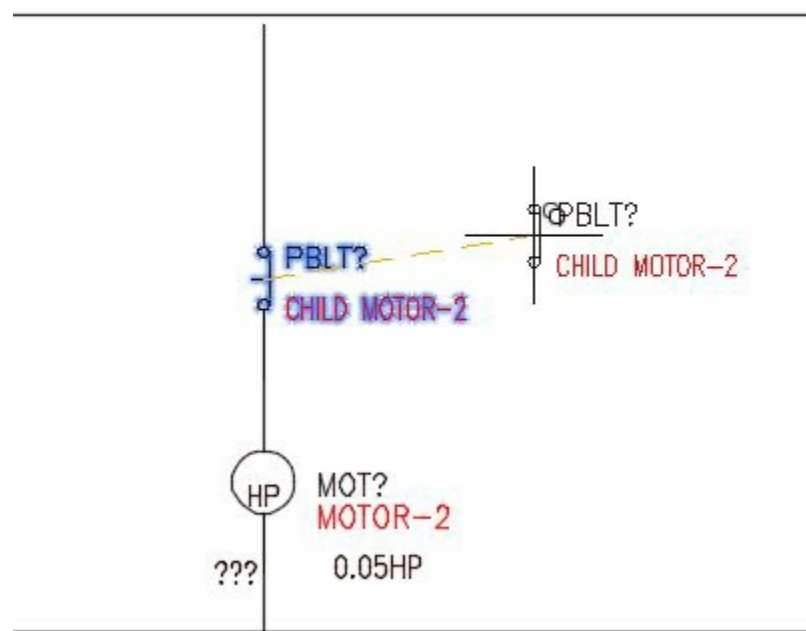 PBLT?
CHILD MOTOR-2
PBLT?
CHILD MOTOR-2
HP
MOT?
MOTOR-2
???
0.05HP